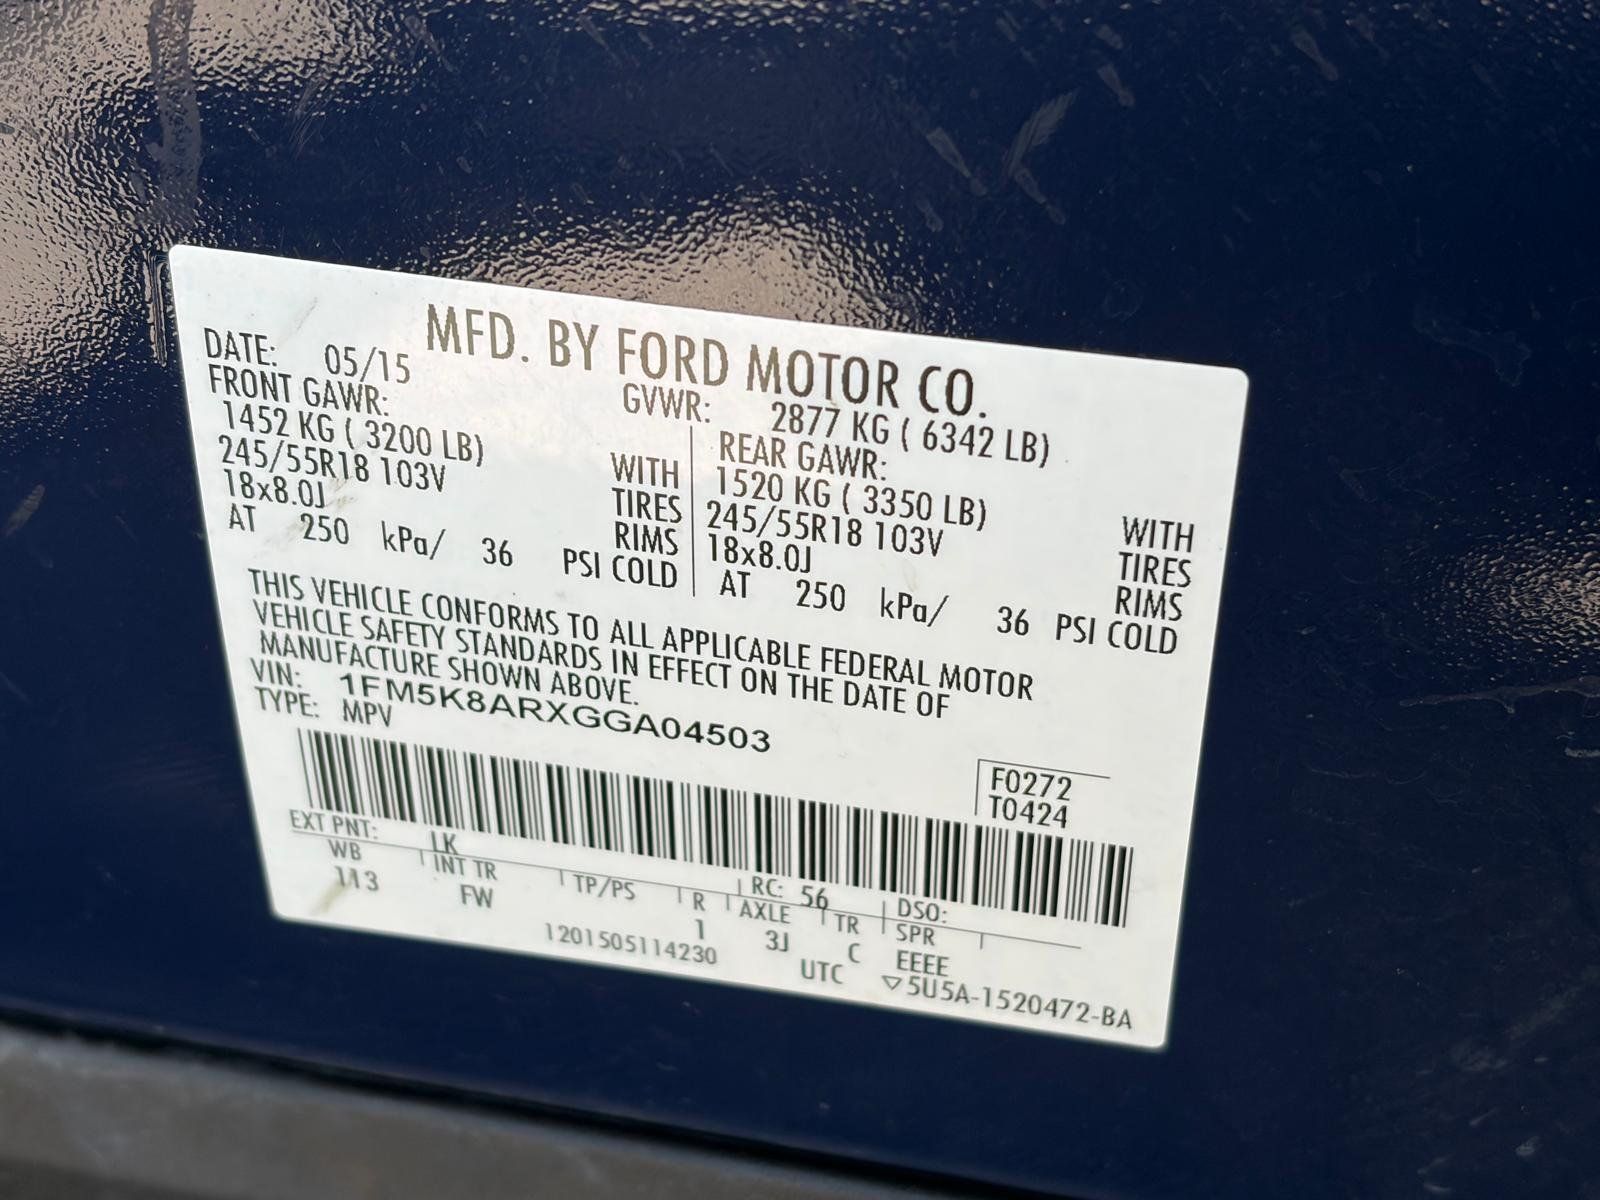 MFD. BY FORD MOTOR CO.
DATE: 05/15 GVWR: 2877 KG ( 6342 LB)
FRONT GAWR: REAR GAWR:
1452 KG ( 3200 LB) WITH 1520 KG ( 3350 LB) WITH
245/55R18 103V TIRES 245/55R18 103V TIRES
18x8.0J RIMS 18x8.0J RIMS
AT 250 kPa/ 36 PSI COLD AT 250 kPa/ 36 PSI COLD
THIS VEHICLE CONFORMS TO ALL APPLICABLE FEDERAL MOTOR
VEHICLE SAFETY STANDARDS IN EFFECT ON THE DATE OF
MANUFACTURE SHOWN ABOVE.
VIN: 1FM5K8ARXGGA04503
TYPE: MPV
F0272
T0424
EXT PNT: LK RC: 56 DSO:
WB INT TR TP/PS R AXLE TR SPR
113 FW 1 3J C EEEE
1201505114230 UTC ▽5U5A-1520472-BA